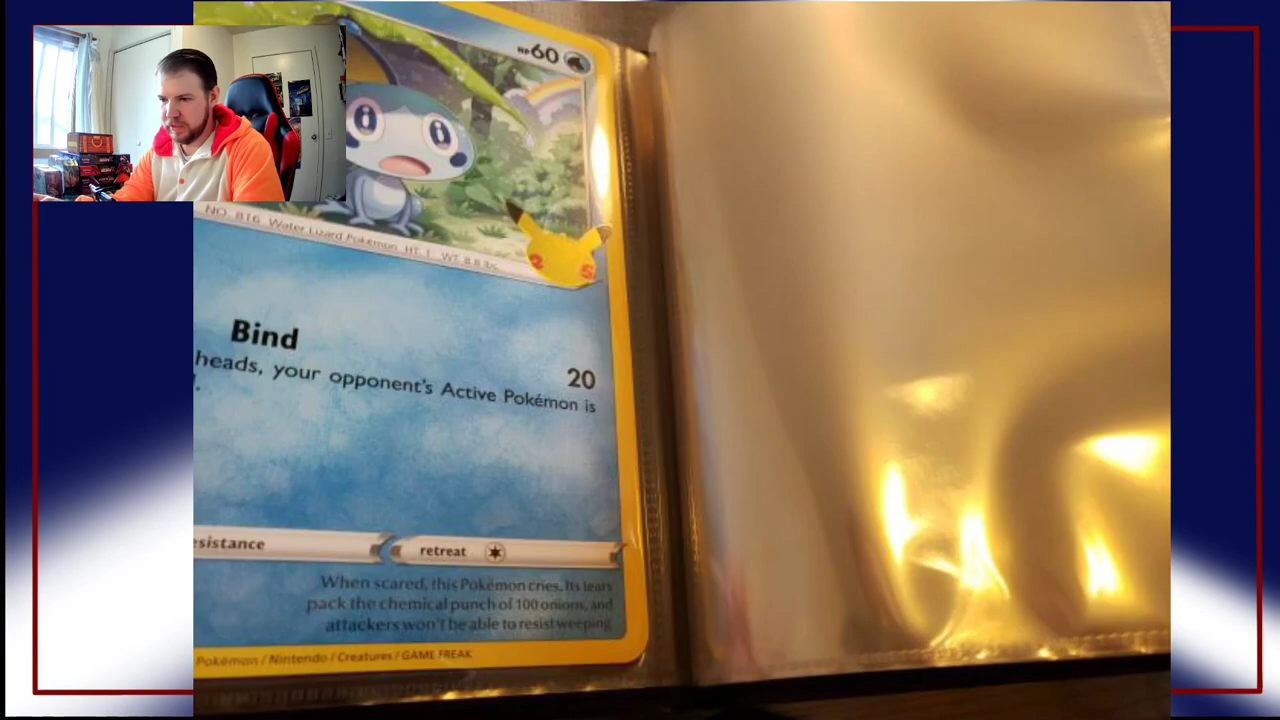 HP60
NO. 816 Water Lizard Pokémon HT. 1 WT. 8.8 lbs.
2 5
Bind
20
heads, your opponent's Active Pokémon is
esistance
retreat
When scared, this Pokémon cries. Its tears
pack the chemical punch of 100 onions, and
attackers won't be able to resist weeping.
Pokémon / Nintendo / Creatures / GAME FREAK